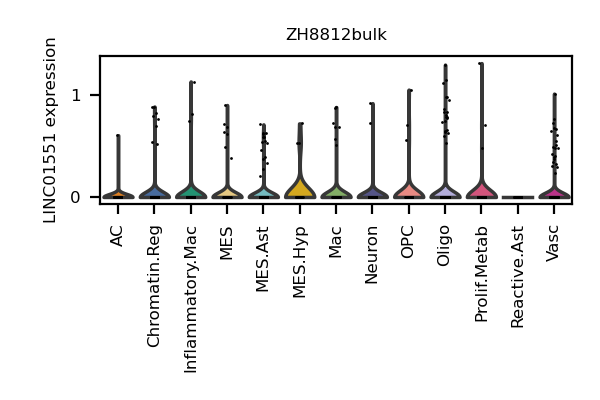 ZH8812bulk
LINC01551 expression
1
0
AC
Chromatin.Reg
Inflammatory.Mac
MES
MES.Ast
MES.Hyp
Mac
Neuron
OPC
Oligo
Prolif.Metab
Reactive.Ast
Vasc